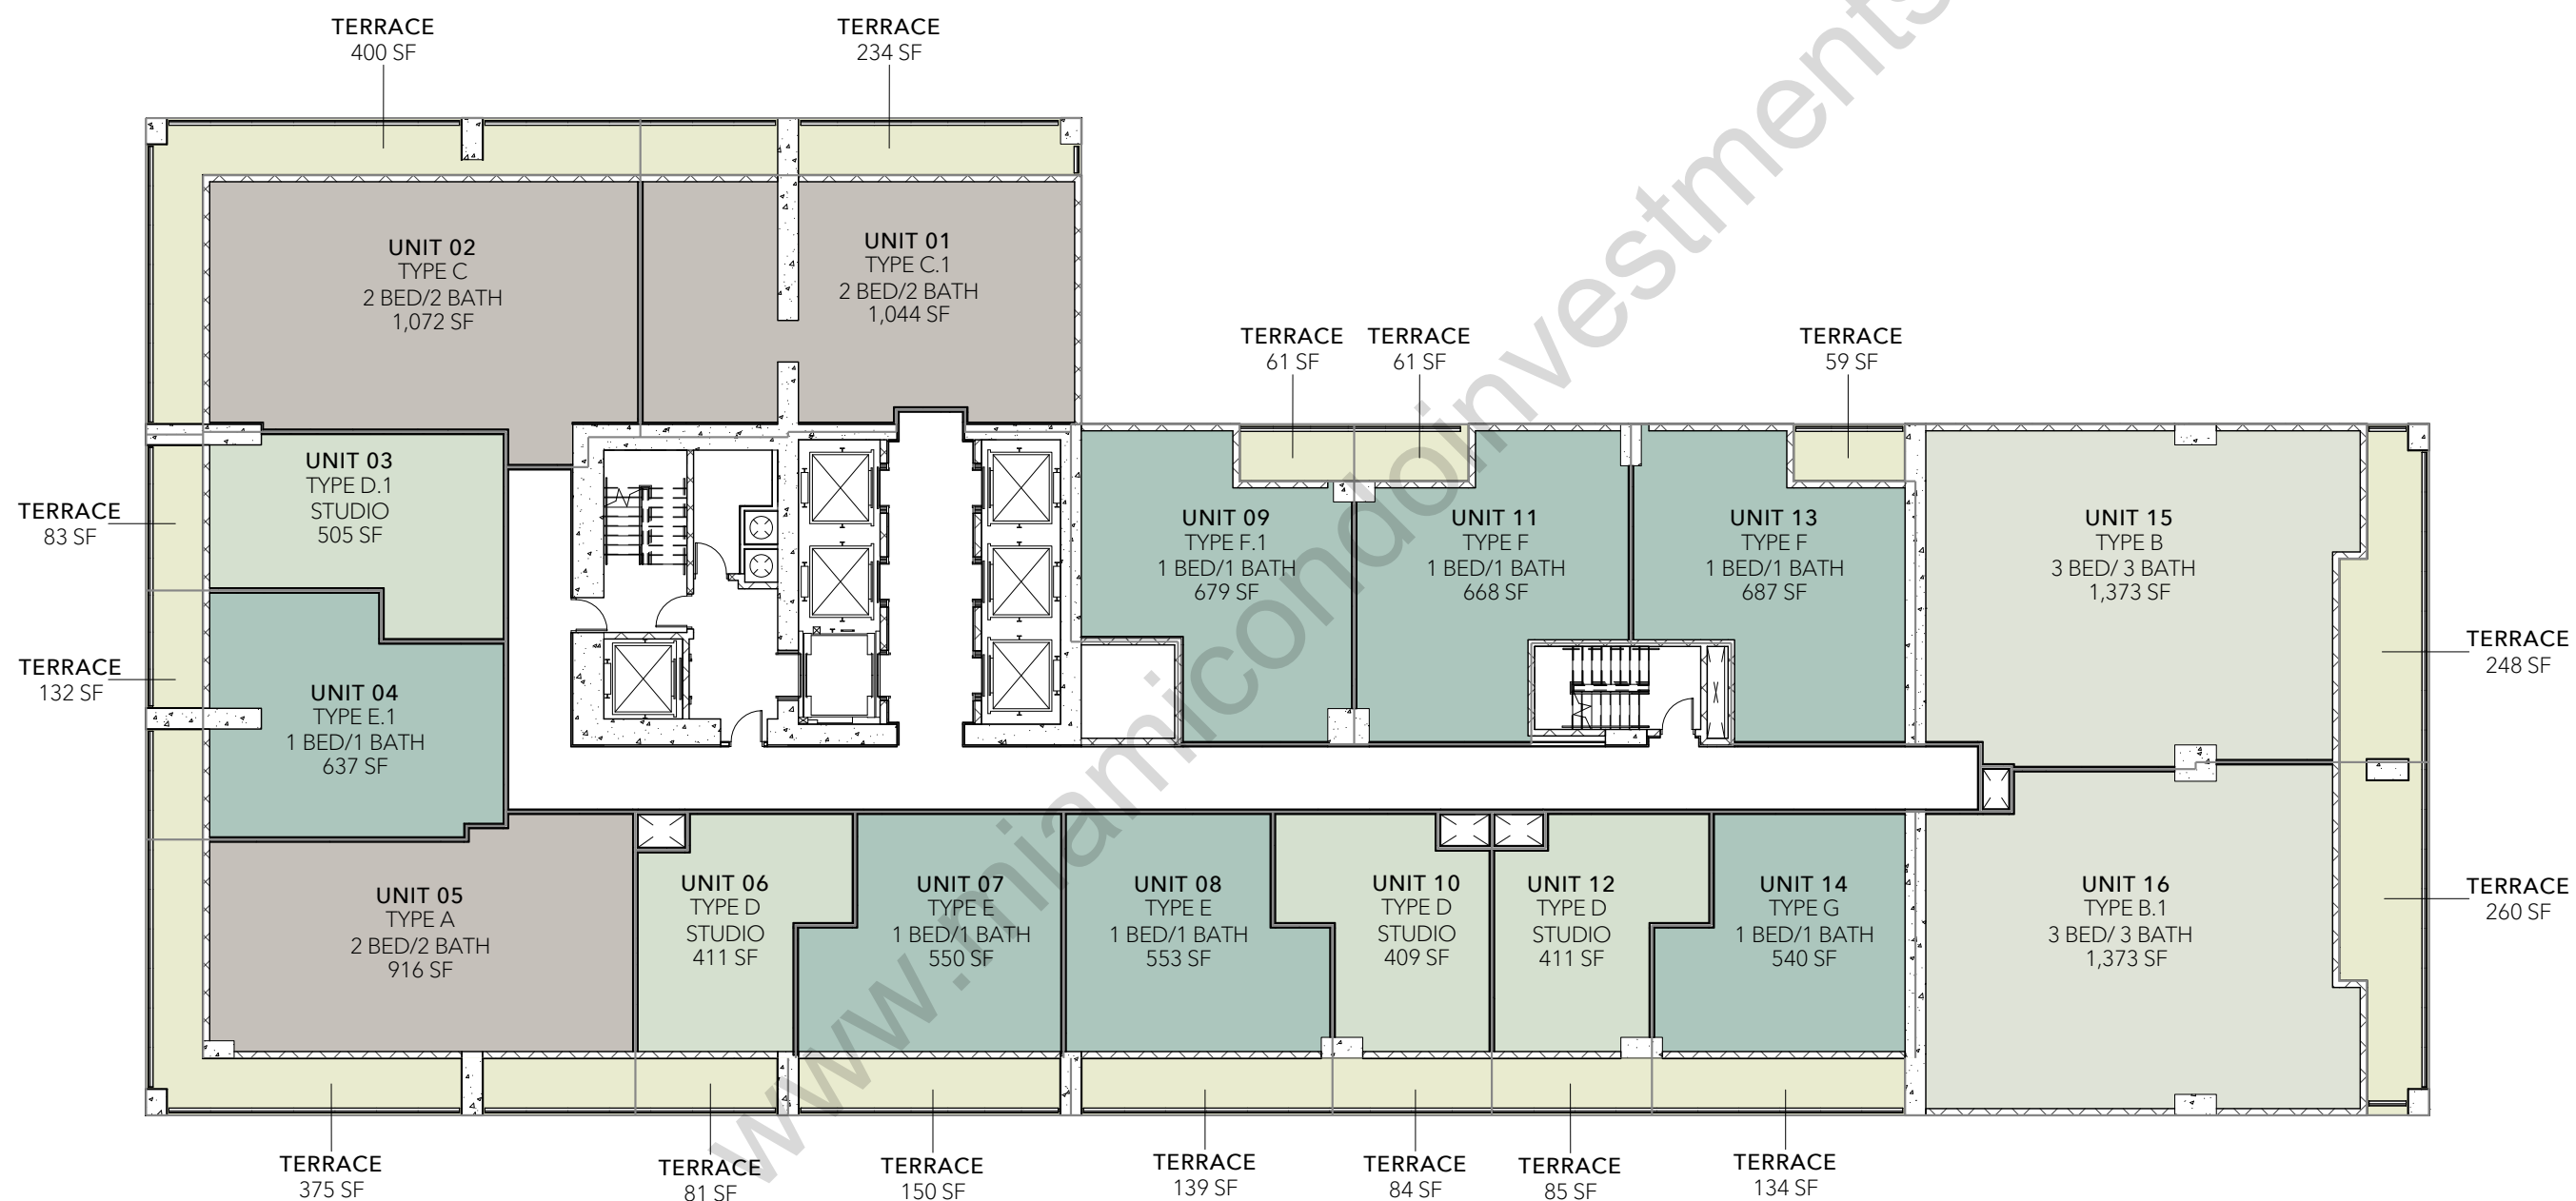 TERRACE
400 SF
TERRACE
234 SF
UNIT 02
TYPE C
2 BED/2 BATH
1,072 SF
UNIT 01
TYPE C.1
2 BED/2 BATH
1,044 SF
TERRACE
61 SF
TERRACE
61 SF
TERRACE
59 SF
UNIT 03
TYPE D.1
STUDIO
505 SF
TERRACE
83 SF
UNIT 09
TYPE F.1
1 BED/1 BATH
679 SF
UNIT 11
TYPE F
1 BED/1 BATH
668 SF
UNIT 13
TYPE F
1 BED/1 BATH
687 SF
UNIT 15
TYPE B
3 BED/ 3 BATH
1,373 SF
TERRACE
248 SF
TERRACE
132 SF
UNIT 04
TYPE E.1
1 BED/1 BATH
637 SF
UNIT 05
TYPE A
2 BED/2 BATH
916 SF
UNIT 06
TYPE D
STUDIO
411 SF
UNIT 07
TYPE E
1 BED/1 BATH
550 SF
UNIT 08
TYPE E
1 BED/1 BATH
553 SF
UNIT 10
TYPE D
STUDIO
409 SF
UNIT 12
TYPE D
STUDIO
411 SF
UNIT 14
TYPE G
1 BED/1 BATH
540 SF
UNIT 16
TYPE B.1
3 BED/ 3 BATH
1,373 SF
TERRACE
260 SF
TERRACE
375 SF
TERRACE
81 SF
TERRACE
150 SF
TERRACE
139 SF
TERRACE
84 SF
TERRACE
85 SF
TERRACE
134 SF
www.miamicondoinvestments